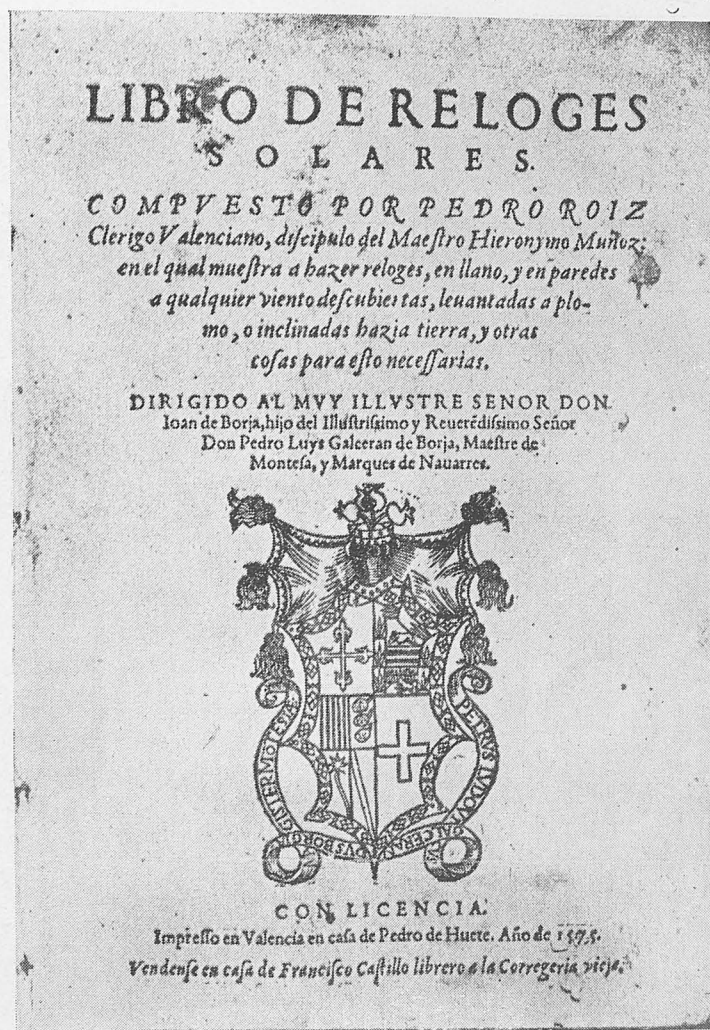 LIBRO DE RELOGES
SOLARES.
COMPVESTO POR PEDRO ROIZ
Clerigo Valenciano, discipulo del Maestro Hieronymo Muñoz:
en el qual muestra a hazer reloges, en llano, y en paredes
a qualquier viento descubiertas, leuantadas a plo-
mo, o inclinadas hazia tierra, y otras
cosas para esto necessarias.
DIRIGIDO AL MVY ILLVSTRE SENOR DON
Ioan de Borja, hijo del Illustrissimo y Reuerēdissimo Señor
Don Pedro Luys Galceran de Borja, Maestre de
Montesa, y Marques de Nauarres.
PETRVS LVDOVI
GALCERAN
CON LICENCIA.
Impresso en Valencia en casa de Pedro de Huete. Año de 1575.
Vendense en casa de Francisco Castillo librero a la Corregeria vieja.